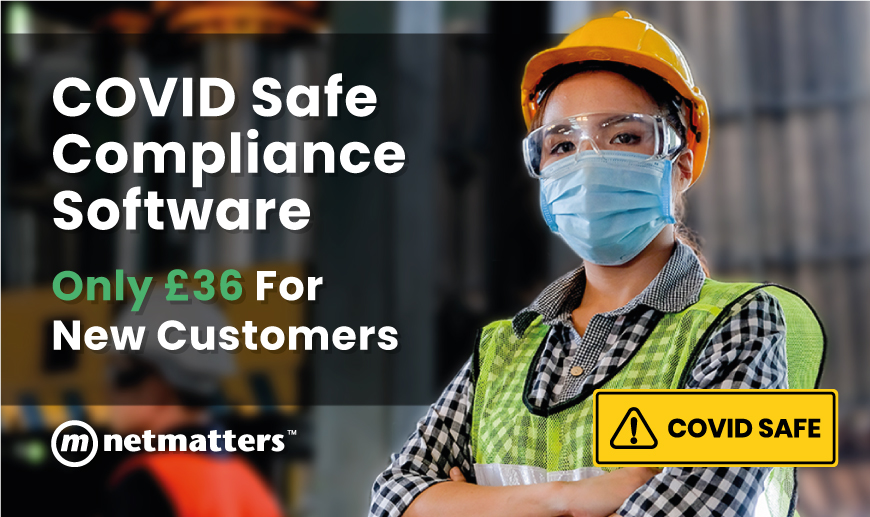 COVID Safe
Compliance
Software
Only £36 For
New Customers
m netmatters™
COVID SAFE